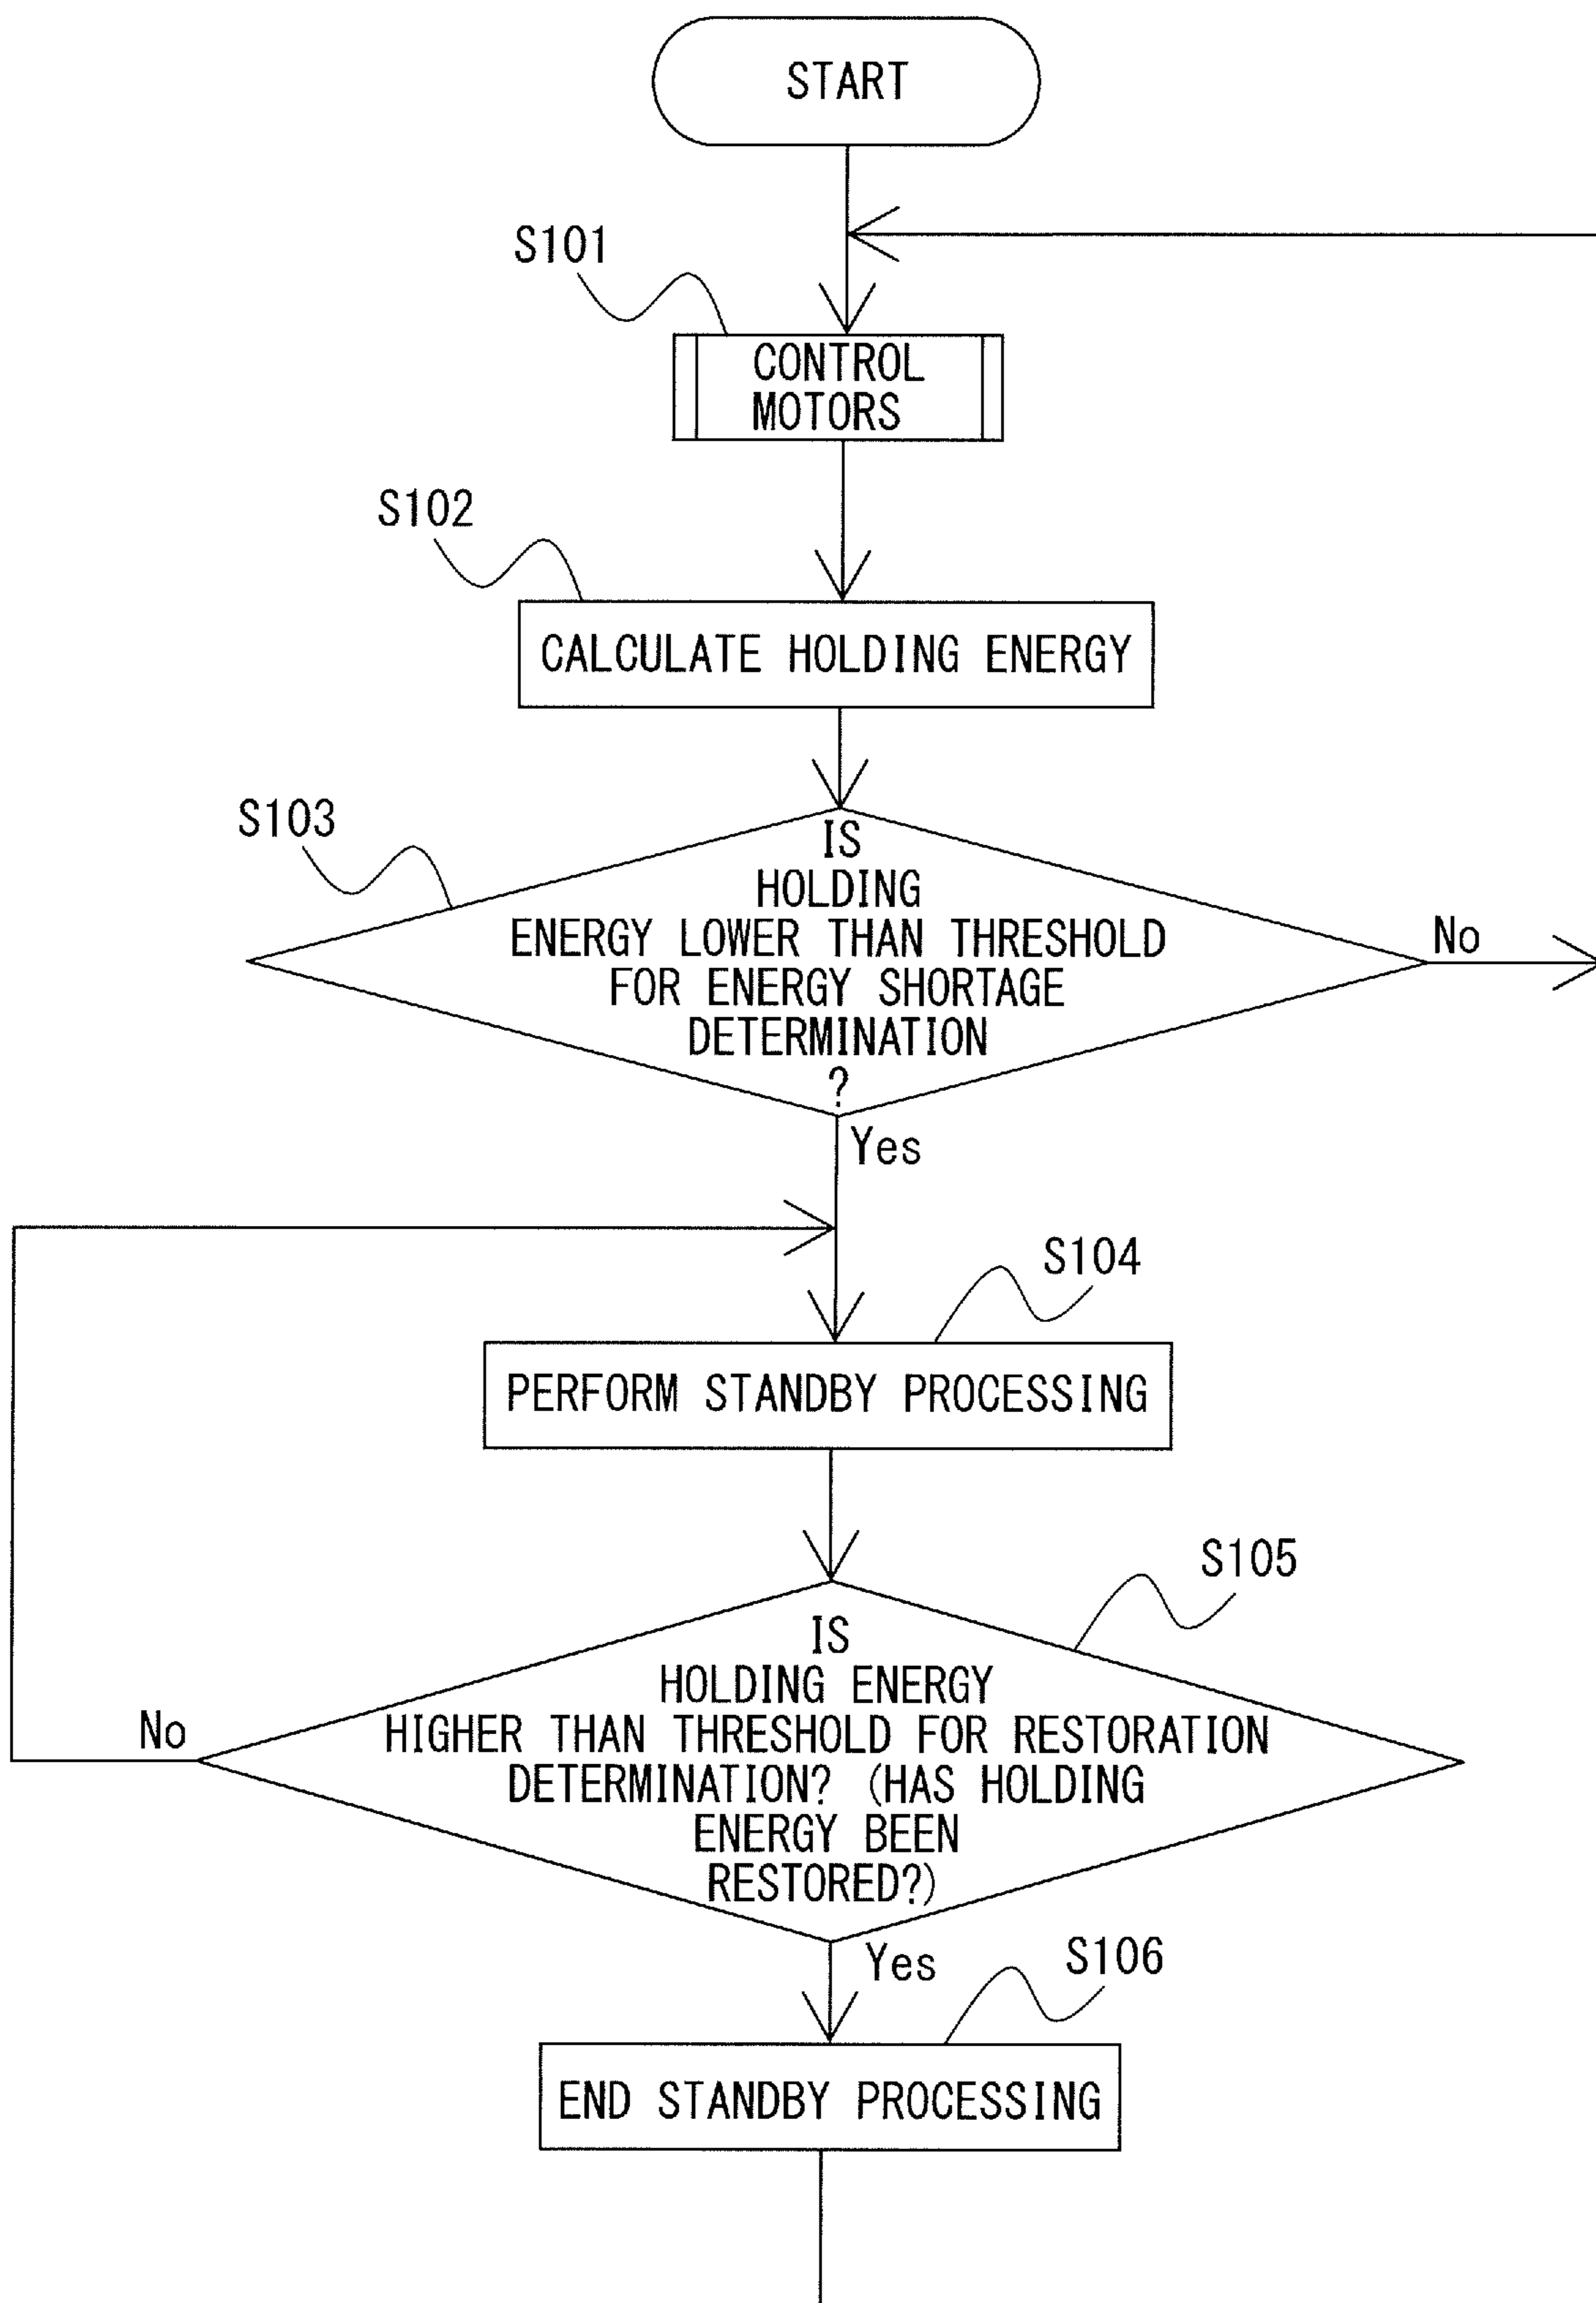 START
S101
CONTROL
MOTORS
S102
CALCULATE HOLDING ENERGY
S103
IS
HOLDING
ENERGY LOWER THAN THRESHOLD
FOR ENERGY SHORTAGE
DETERMINATION
?
No
Yes
S104
PERFORM STANDBY PROCESSING
S105
IS
HOLDING ENERGY
HIGHER THAN THRESHOLD FOR RESTORATION
DETERMINATION? (HAS HOLDING
ENERGY BEEN
RESTORED?)
No
Yes
S106
END STANDBY PROCESSING